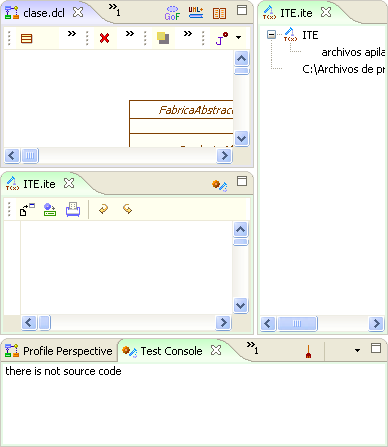 clase.dcl
1
GoF
UML+
FabricaAbstrac
ITE.ite
ITE
archivos apila
C:\Archivos de pr
ITE.ite
Profile Perspective
Test Console
1
there is not source code